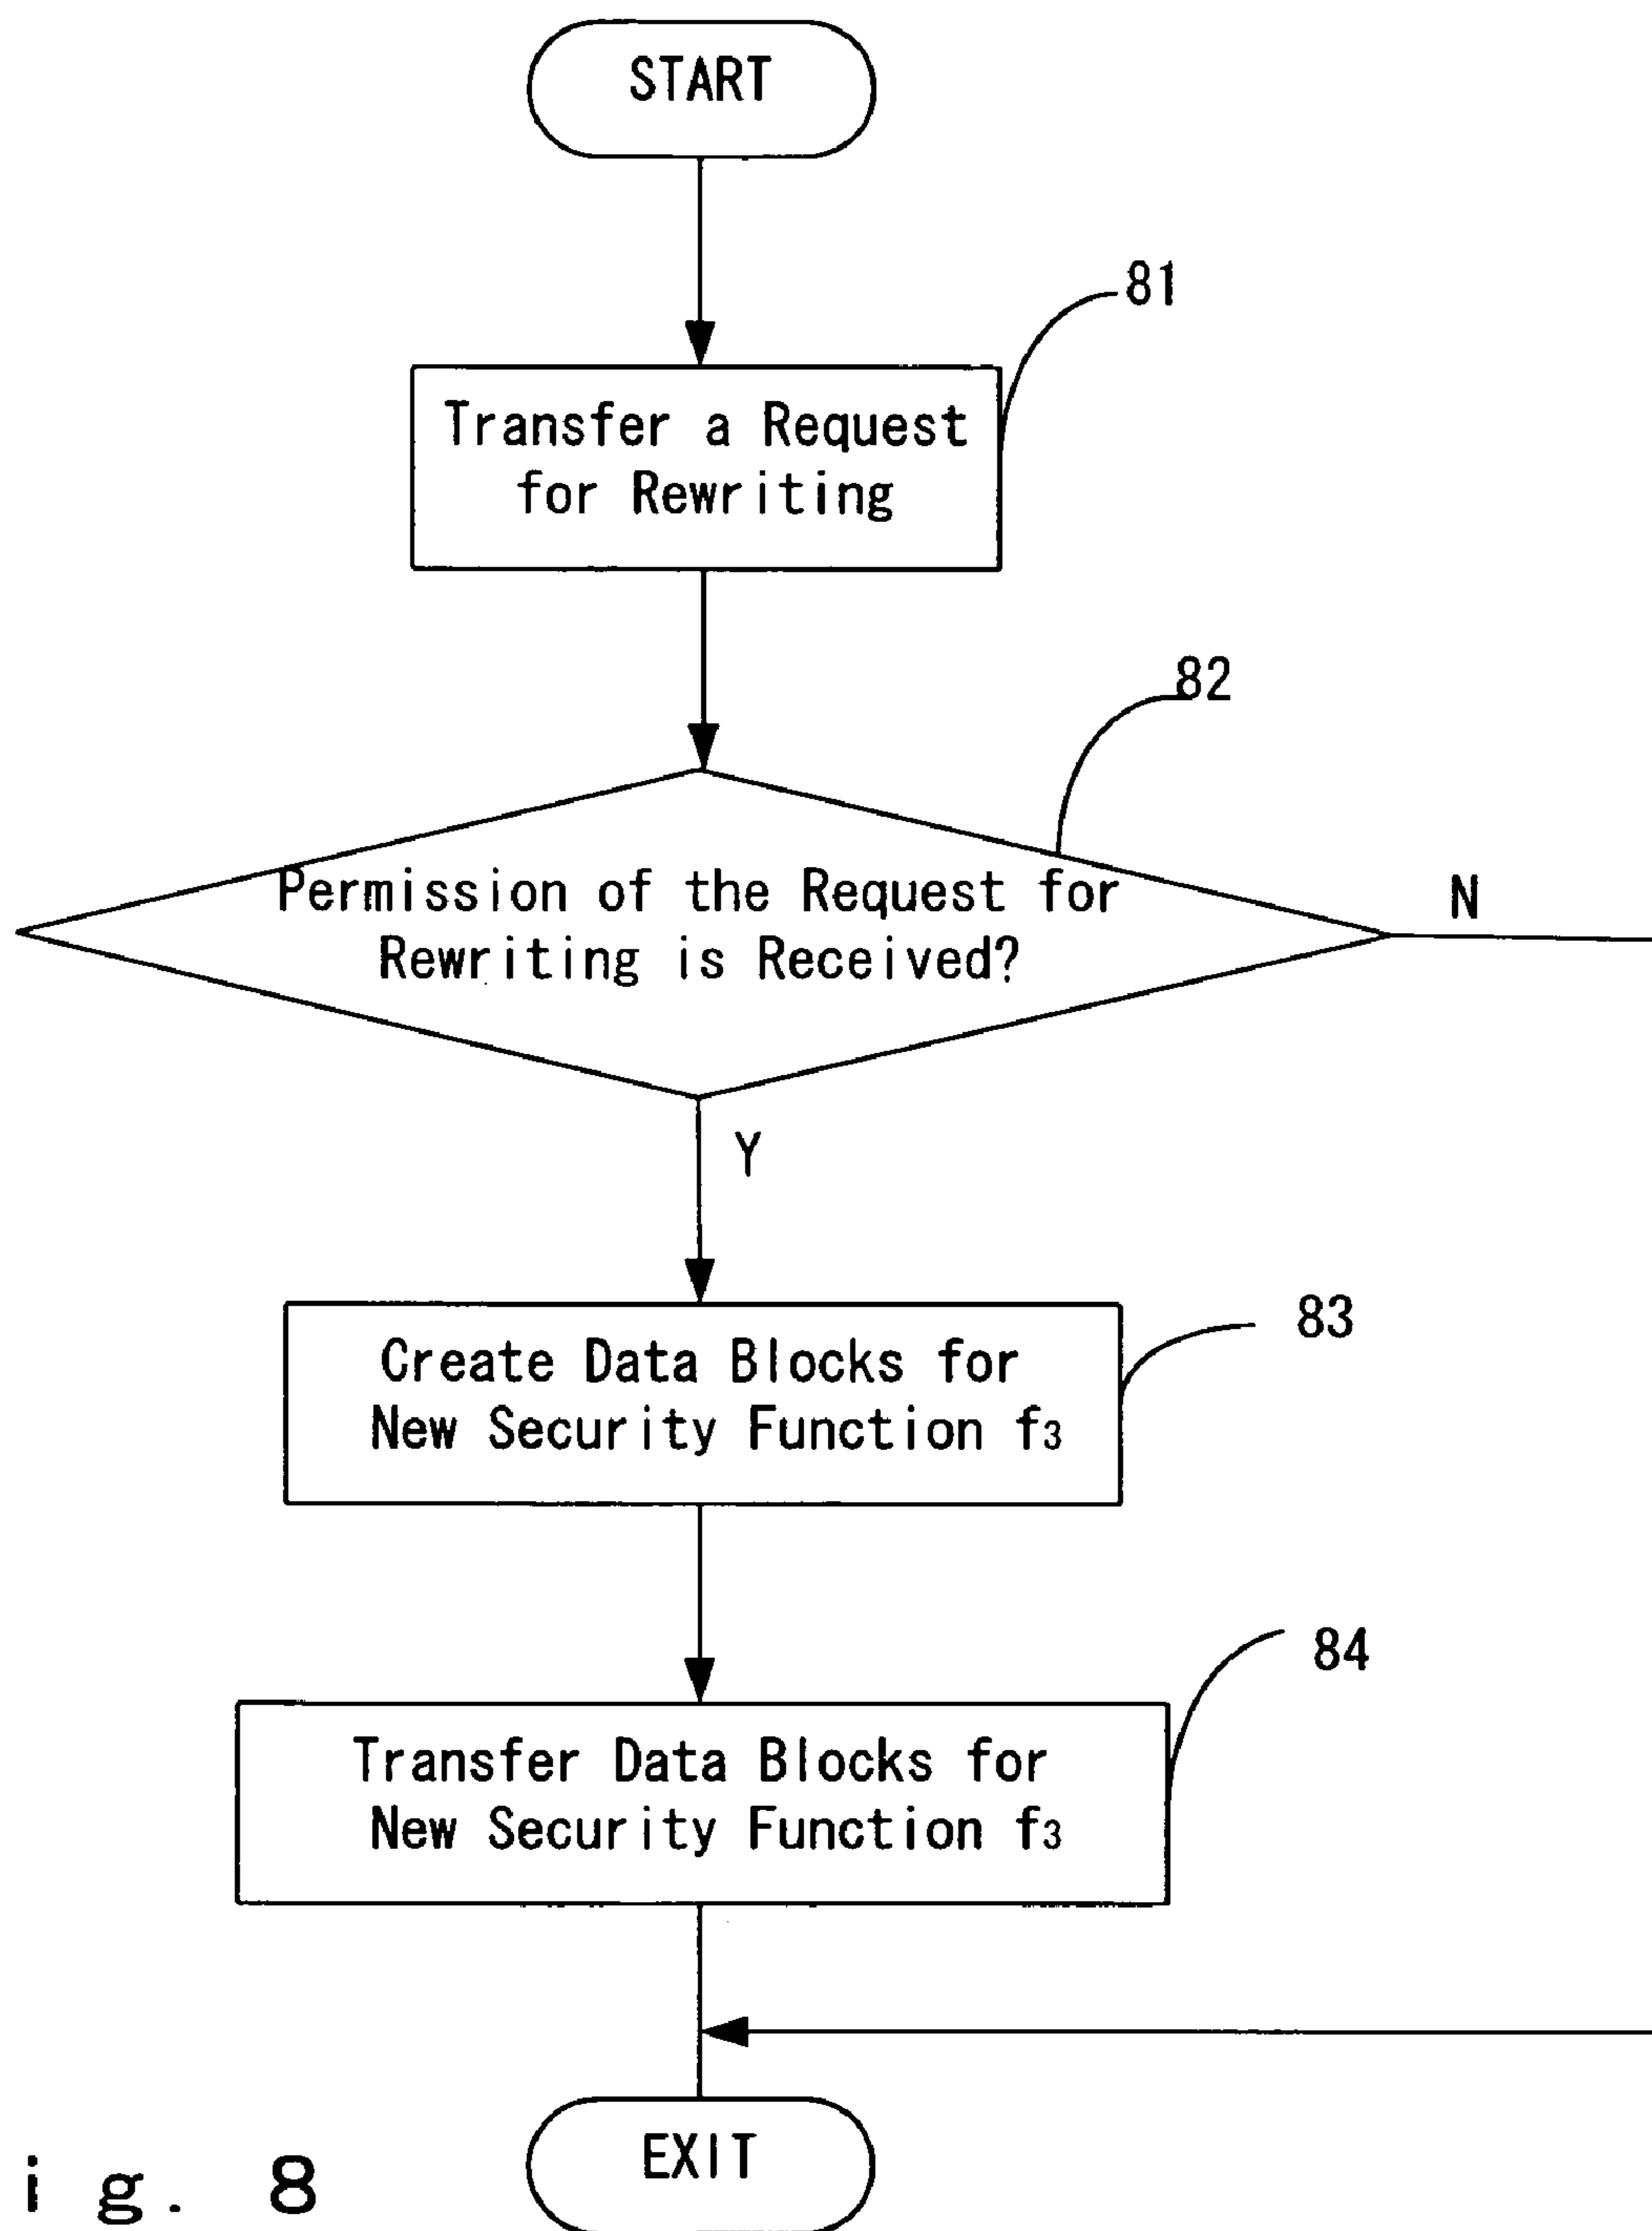 START
81
Transfer a Request
for Rewriting
82
Permission of the Request for
Rewriting is Received?
N
Y
83
Create Data Blocks for
New Security Function f₃
84
Transfer Data Blocks for
New Security Function f₃
EXIT
ig. 8